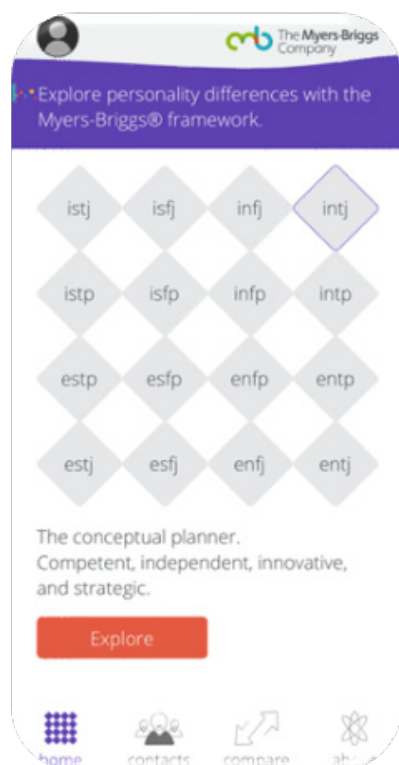 The Myers-Briggs
Company
Explore personality differences with the
Myers-Briggs® framework.
istj isfj infj intj
istp isfp infp intp
estp esfp enfp entp
estj esfj enfj entj
The conceptual planner.
Competent, independent, innovative,
and strategic.
Explore
home contacts compare